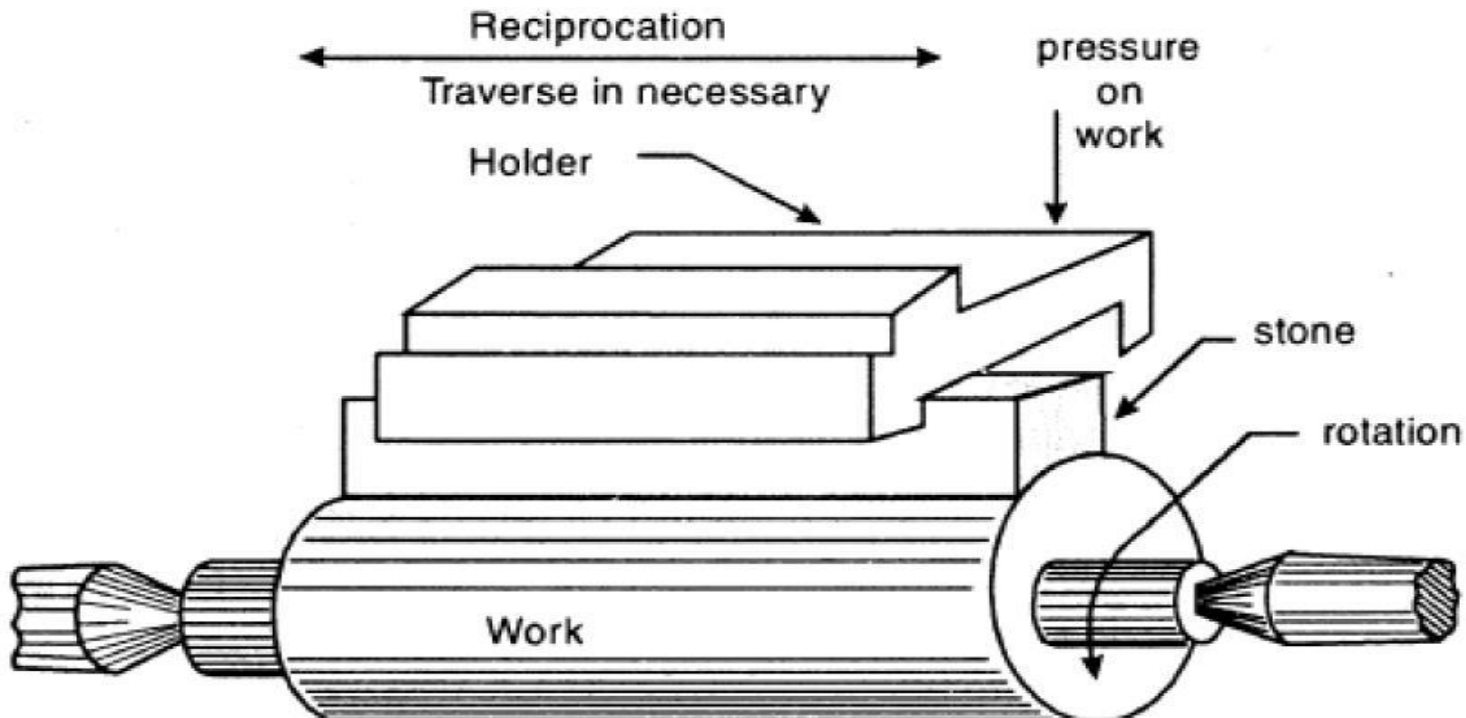 Reciprocation
Traverse in necessary
pressure
on
work
Holder
stone
rotation
Work